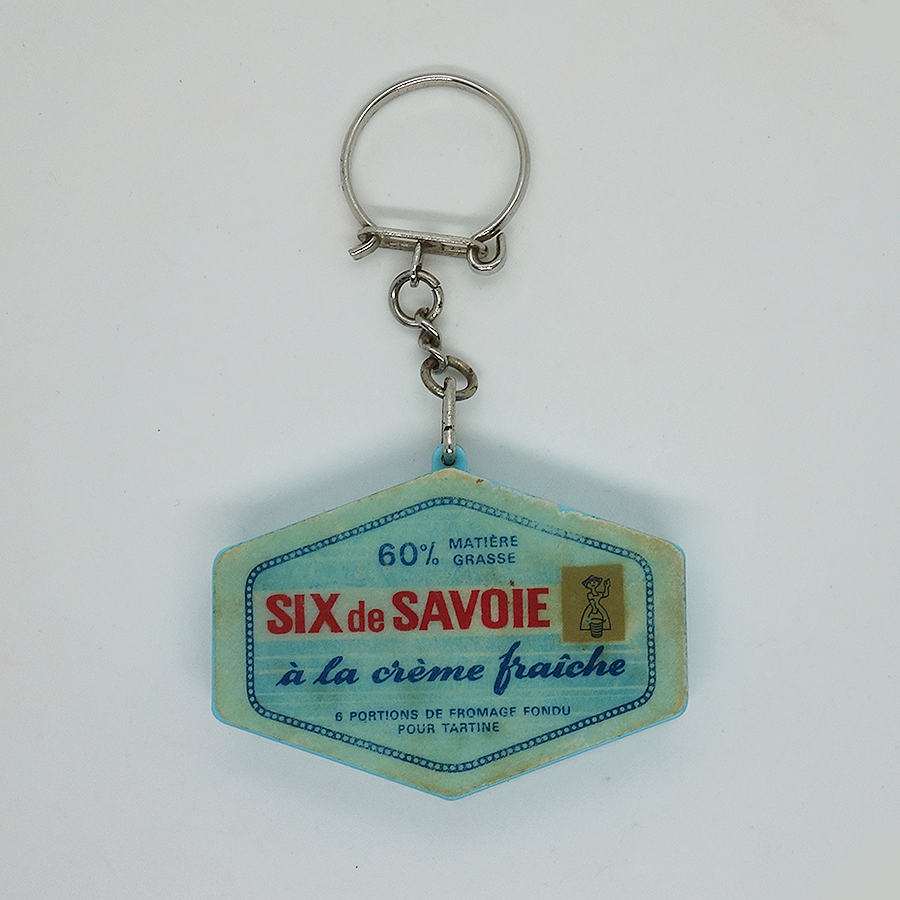 60% MATIÈRE
GRASSE
SIX de SAVOIE
à la crème fraîche
6 PORTIONS DE FROMAGE FONDU
POUR TARTINE